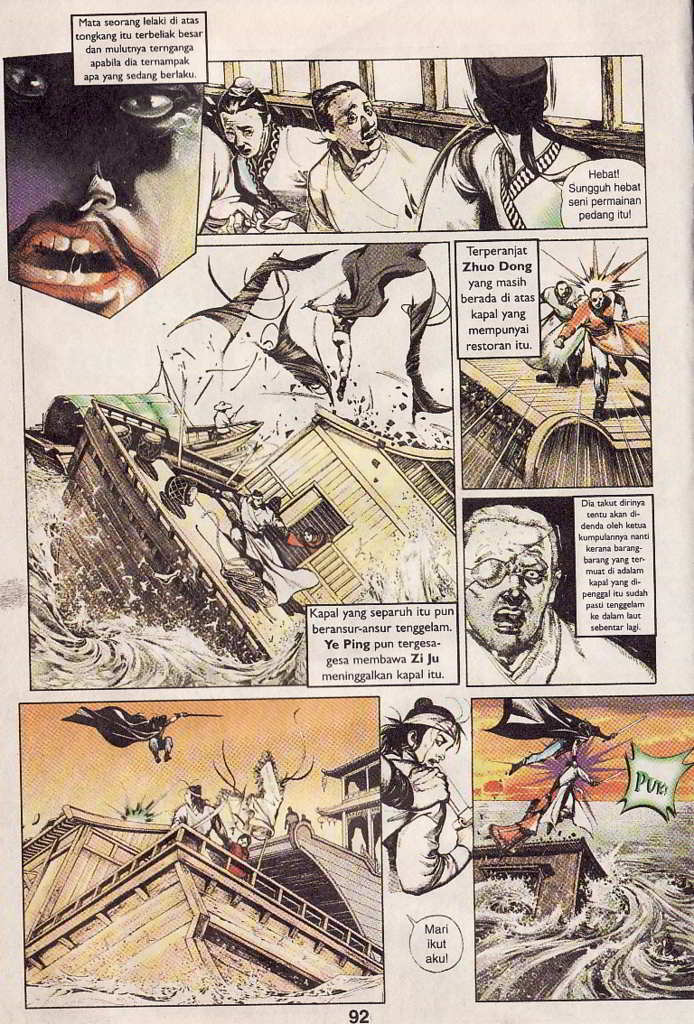 Mata seorang lelaki di atas
tongkang itu terbeliak besar
dan mulutnya ternganga
apabila dia ternampak
apa yang sedang berlaku.
Hebat!
Sungguh hebat
seni permainan
pedang itu!
Terperanjat
Zhuo Dong
yang masih
berada di atas
kapal yang
mempunyai
restoran itu.
Kapal yang separuh itu pun
beransur-ansur tenggelam.
Ye Ping pun tergesa-
gesa membawa Zi Ju
meninggalkan kapal itu.
Dia takut dirinya
tentu akan di-
denda oleh ketua
kumpulannya nanti
kerana barang-
barang yang ter-
muat di adalam
kapal yang di-
penggal itu sudah
pasti tenggelam
ke dalam laut
sebentar lagi.
Mari
ikut
aku!
PUK!
92